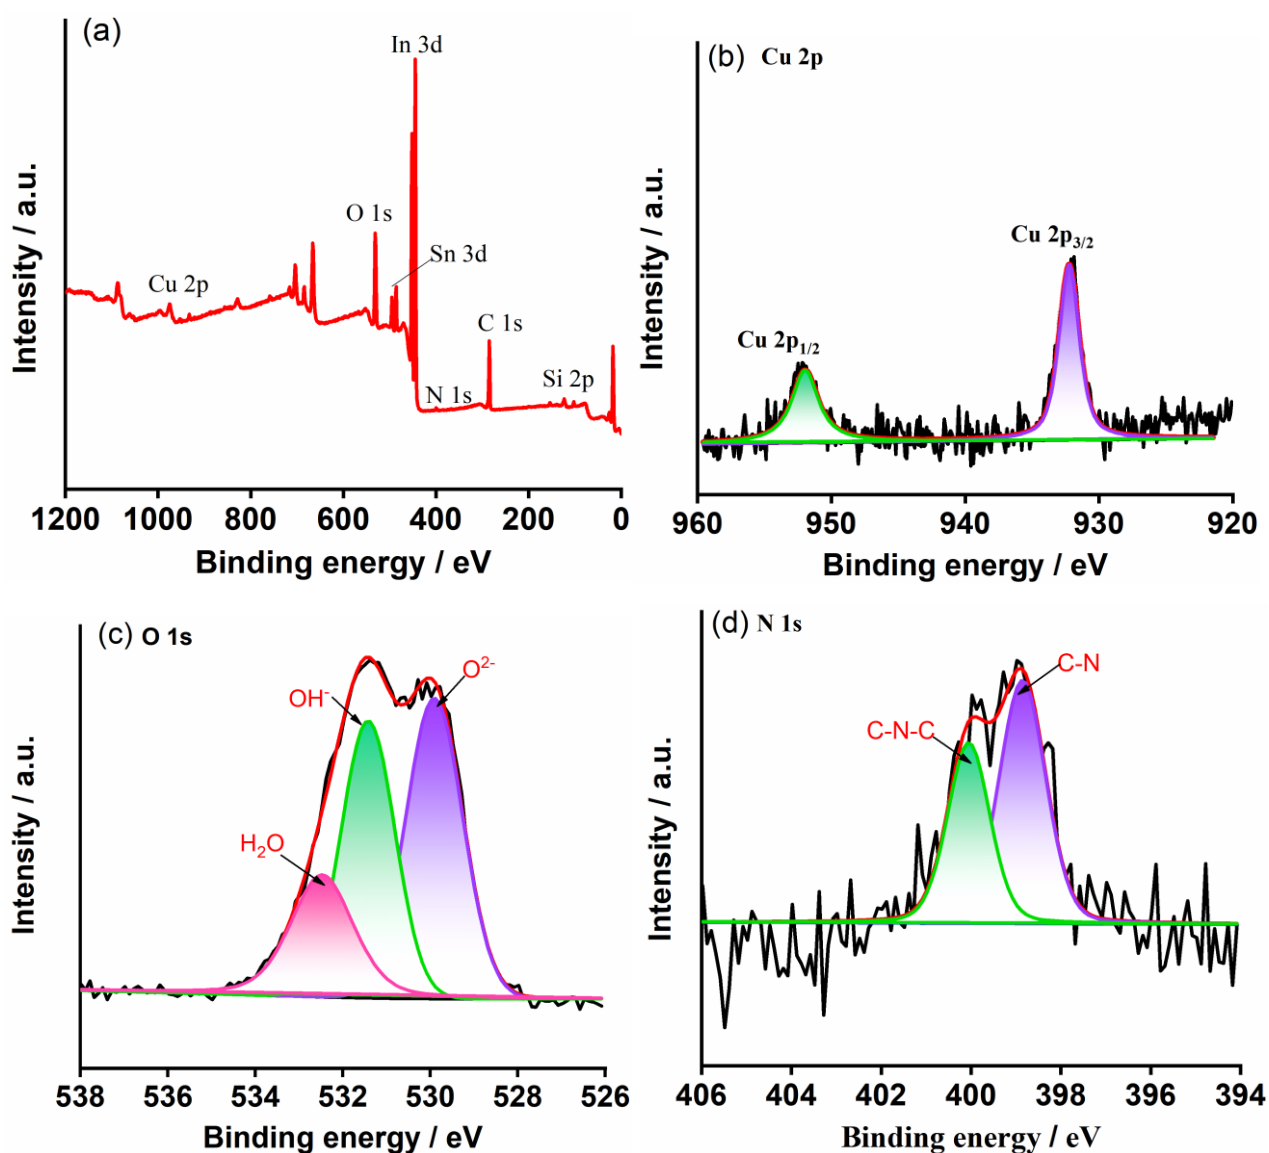 (a)
In 3d
O 1s
Sn 3d
Cu 2p
C 1s
N 1s
Si 2p
Intensity / a.u.
1200 1000 800 600 400 200 0
Binding energy / eV
(b) Cu 2p
Cu 2p3/2
Cu 2p1/2
Intensity / a.u.
960 950 940 930 920
Binding energy / eV
(c) O 1s
O2-
OH-
H2O
Intensity / a.u.
538 536 534 532 530 528 526
Binding energy / eV
(d) N 1s
C-N
C-N-C
Intensity / a.u.
406 404 402 400 398 396 394
Binding energy / eV